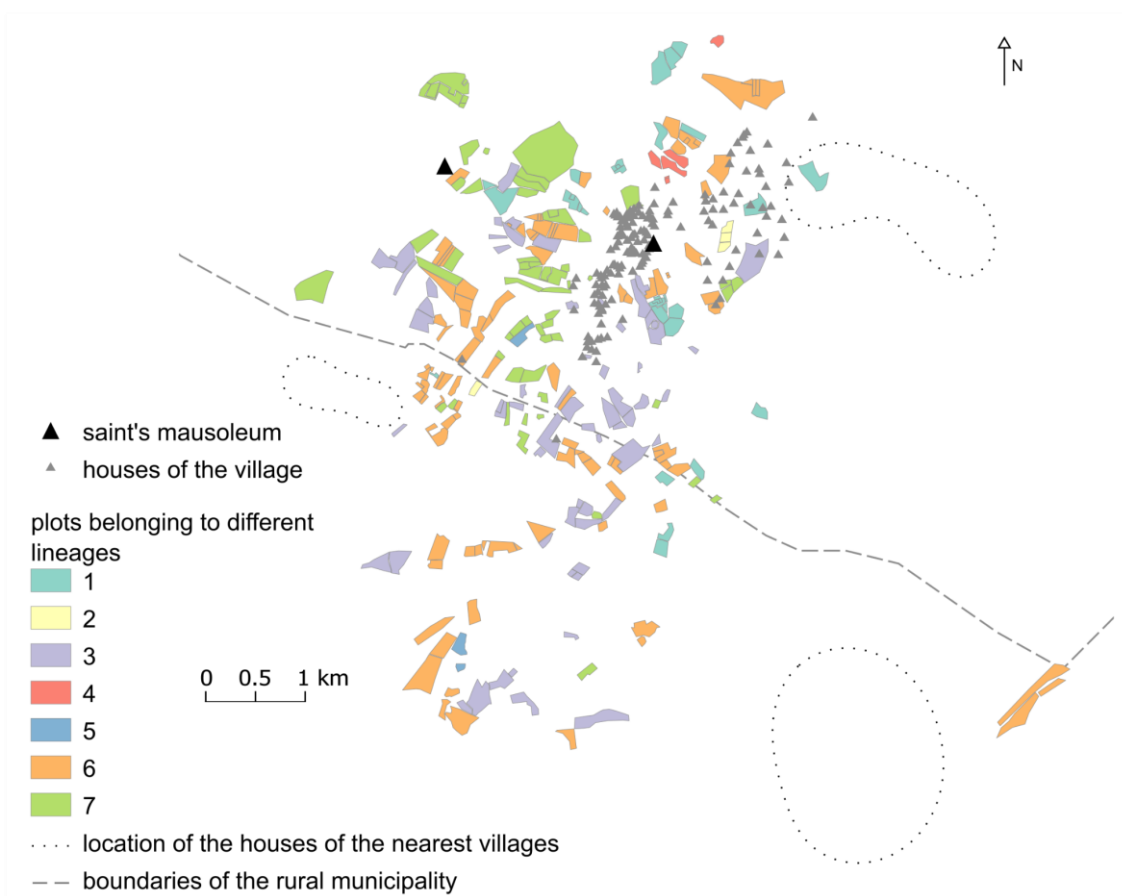 N
saint's mausoleum
houses of the village
plots belonging to different
lineages
1
2
3
4
5
6
7
0 0.5 1 km
location of the houses of the nearest villages
boundaries of the rural municipality